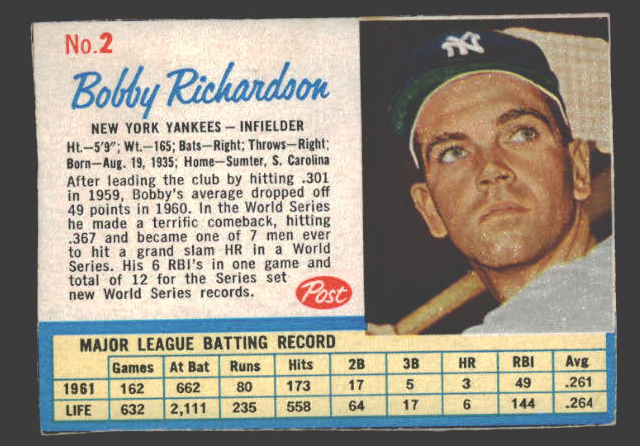 No.2
Bobby Richardson
NEW YORK YANKEES — INFIELDER
Ht.—5'9"; Wt.—165; Bats—Right; Throws—Right;
Born—Aug. 19, 1935; Home—Sumter, S. Carolina
After leading the club by hitting .301
in 1959, Bobby's average dropped off
49 points in 1960. In the World Series
he made a terrific comeback, hitting
.367 and became one of 7 men ever
to hit a grand slam HR in a World
Series. His 6 RBI's in one game and
total of 12 for the Series set
new World Series records.
Post
NY
MAJOR LEAGUE BATTING RECORD
Games At Bat Runs Hits 2B 3B HR RBI Avg.
1961 162 662 80 173 17 5 3 49 .261
LIFE 632 2,111 235 558 64 17 6 144 .264